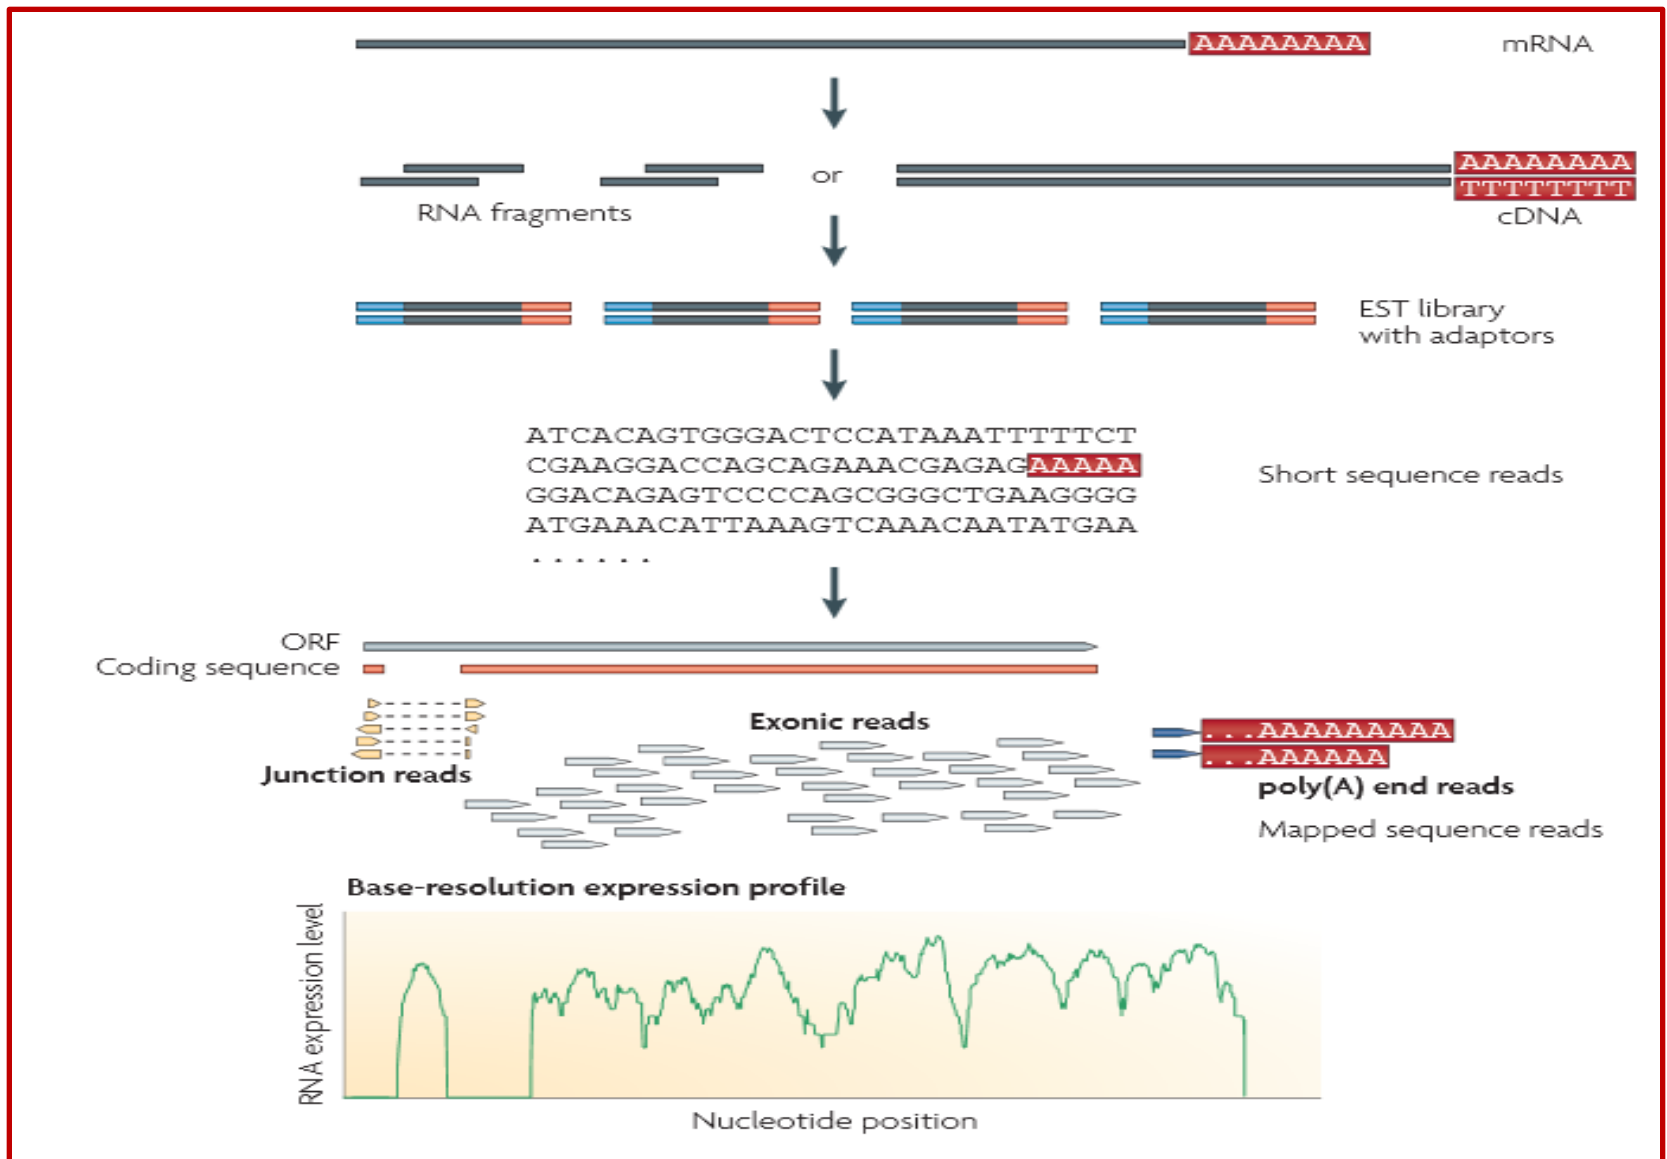 AAAAAAAA mRNA
or
AAAAAAAA
TTTTTTTT
RNA fragments
cDNA
EST library
with adaptors
ATCACAGTGGGACTCCATAAATTTTTCT
CGAAGGACCAGCAGAAACGAGAGAAAAA
Short sequence reads
GGACAGAGTCCCCAGCGGGCTGAAGGGG
ATGAAACATTAAAGTCAAACAATATGAA
. . . . . .
ORF
Coding sequence
Exonic reads
...AAAAAAAAA
...AAAAAA
Junction reads
poly(A) end reads
Mapped sequence reads
Base-resolution expression profile
RNA expression level
Nucleotide position